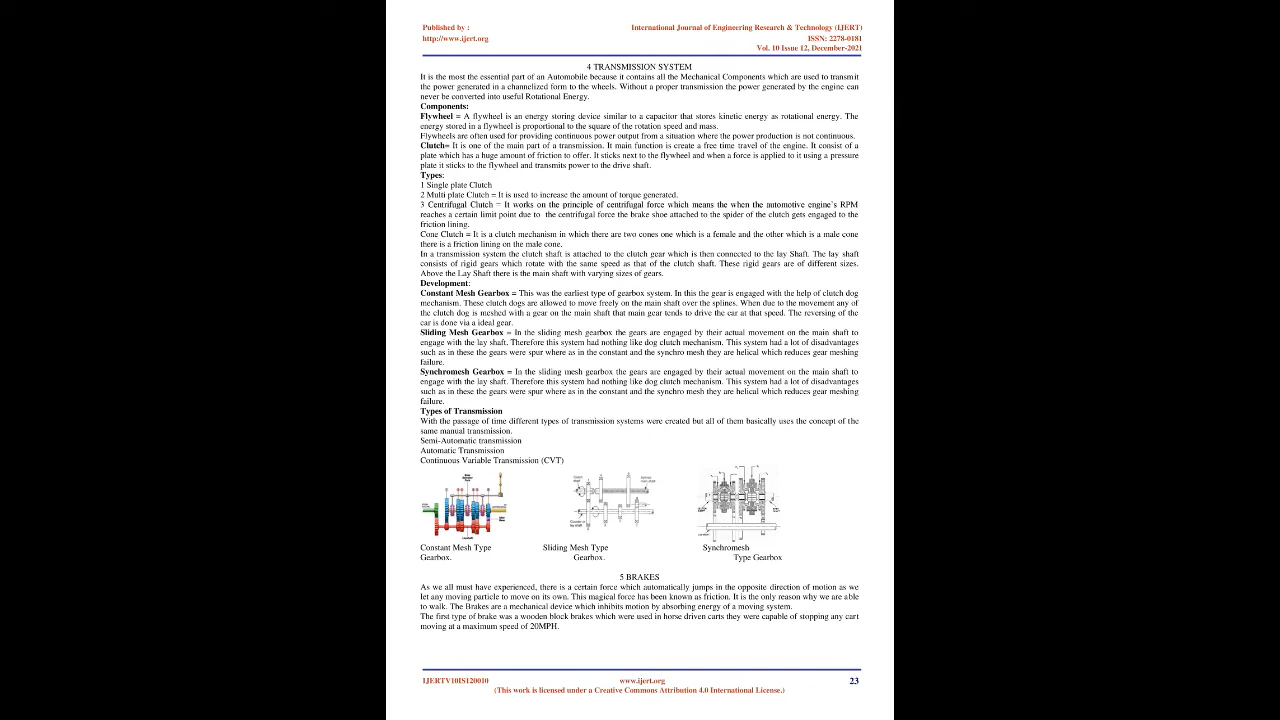 Published by :
International Journal of Engineering Research & Technology (IJERT)
http://www.ijert.org
ISSN: 2278-0181
Vol. 10 Issue 12, December-2021
4 TRANSMISSION SYSTEM
It is the most the essential part of an Automobile because it contains all the Mechanical Components which are used to transmit
the power generated in a channelized form to the wheels. Without a proper transmission the power generated by the engine can
never be converted into useful Rotational Energy.
Components:
Flywheel = A flywheel is an energy storing device similar to a capacitor that stores kinetic energy as rotational energy. The
energy stored in a flywheel is proportional to the square of the rotation speed and mass.
Flywheels are often used for providing continuous power output from a situation where the power production is not continuous.
Clutch= It is one of the main part of a transmission. It main function is create a free time travel of the engine. It consist of a
plate which has a huge amount of friction to offer. It sticks next to the flywheel and when a force is applied to it using a pressure
plate it sticks to the flywheel and transmits power to the drive shaft.
Types:
1 Single plate Clutch
2 Multi plate Clutch = It is used to increase the amount of torque generated.
3 Centrifugal Clutch = It works on the principle of centrifugal force which means the when the automotive engine's RPM
reaches a certain limit point due to the centrifugal force the brake shoe attached to the spider of the clutch gets engaged to the
friction lining.
Cone Clutch = It is a clutch mechanism in which there are two cones one which is a female and the other which is a male cone
there is a friction lining on the male cone.
In a transmission system the clutch shaft is attached to the clutch gear which is then connected to the lay Shaft. The lay shaft
consists of rigid gears which rotate with the same speed as that of the clutch shaft. These rigid gears are of different sizes.
Above the Lay Shaft there is the main shaft with varying sizes of gears.
Development:
Constant Mesh Gearbox = This was the earliest type of gearbox system. In this the gear is engaged with the help of clutch dog
mechanism. These clutch dogs are allowed to move freely on the main shaft over the splines. When due to the movement any of
the clutch dog is meshed with a gear on the main shaft that main gear tends to drive the car at that speed. The reversing of the
car is done via a ideal gear.
Sliding Mesh Gearbox = In the sliding mesh gearbox the gears are engaged by their actual movement on the main shaft to
engage with the lay shaft. Therefore this system had nothing like dog clutch mechanism. This system had a lot of disadvantages
such as in these the gears were spur where as in the constant and the synchro mesh they are helical which reduces gear meshing
failure.
Synchromesh Gearbox = In the sliding mesh gearbox the gears are engaged by their actual movement on the main shaft to
engage with the lay shaft. Therefore this system had nothing like dog clutch mechanism. This system had a lot of disadvantages
such as in these the gears were spur where as in the constant and the synchro mesh they are helical which reduces gear meshing
failure.
Types of Transmission
With the passage of time different types of transmission systems were created but all of them basically uses the concept of the
same manual transmission.
Semi-Automatic transmission
Automatic Transmission
Continuous Variable Transmission (CVT)
Constant Mesh Type Sliding Mesh Type Synchromesh
Gearbox. Gearbox. Type Gearbox
5 BRAKES
As we all must have experienced, there is a certain force which automatically jumps in the opposite direction of motion as we
let any moving particle to move on its own. This magical force has been known as friction. It is the only reason why we are able
to walk. The Brakes are a mechanical device which inhibits motion by absorbing energy of a moving system.
The first type of brake was a wooden block brakes which were used in horse driven carts they were capable of stopping any cart
moving at a maximum speed of 20MPH.
IJERTV10IS120010
www.ijert.org
23
(This work is licensed under a Creative Commons Attribution 4.0 International License.)